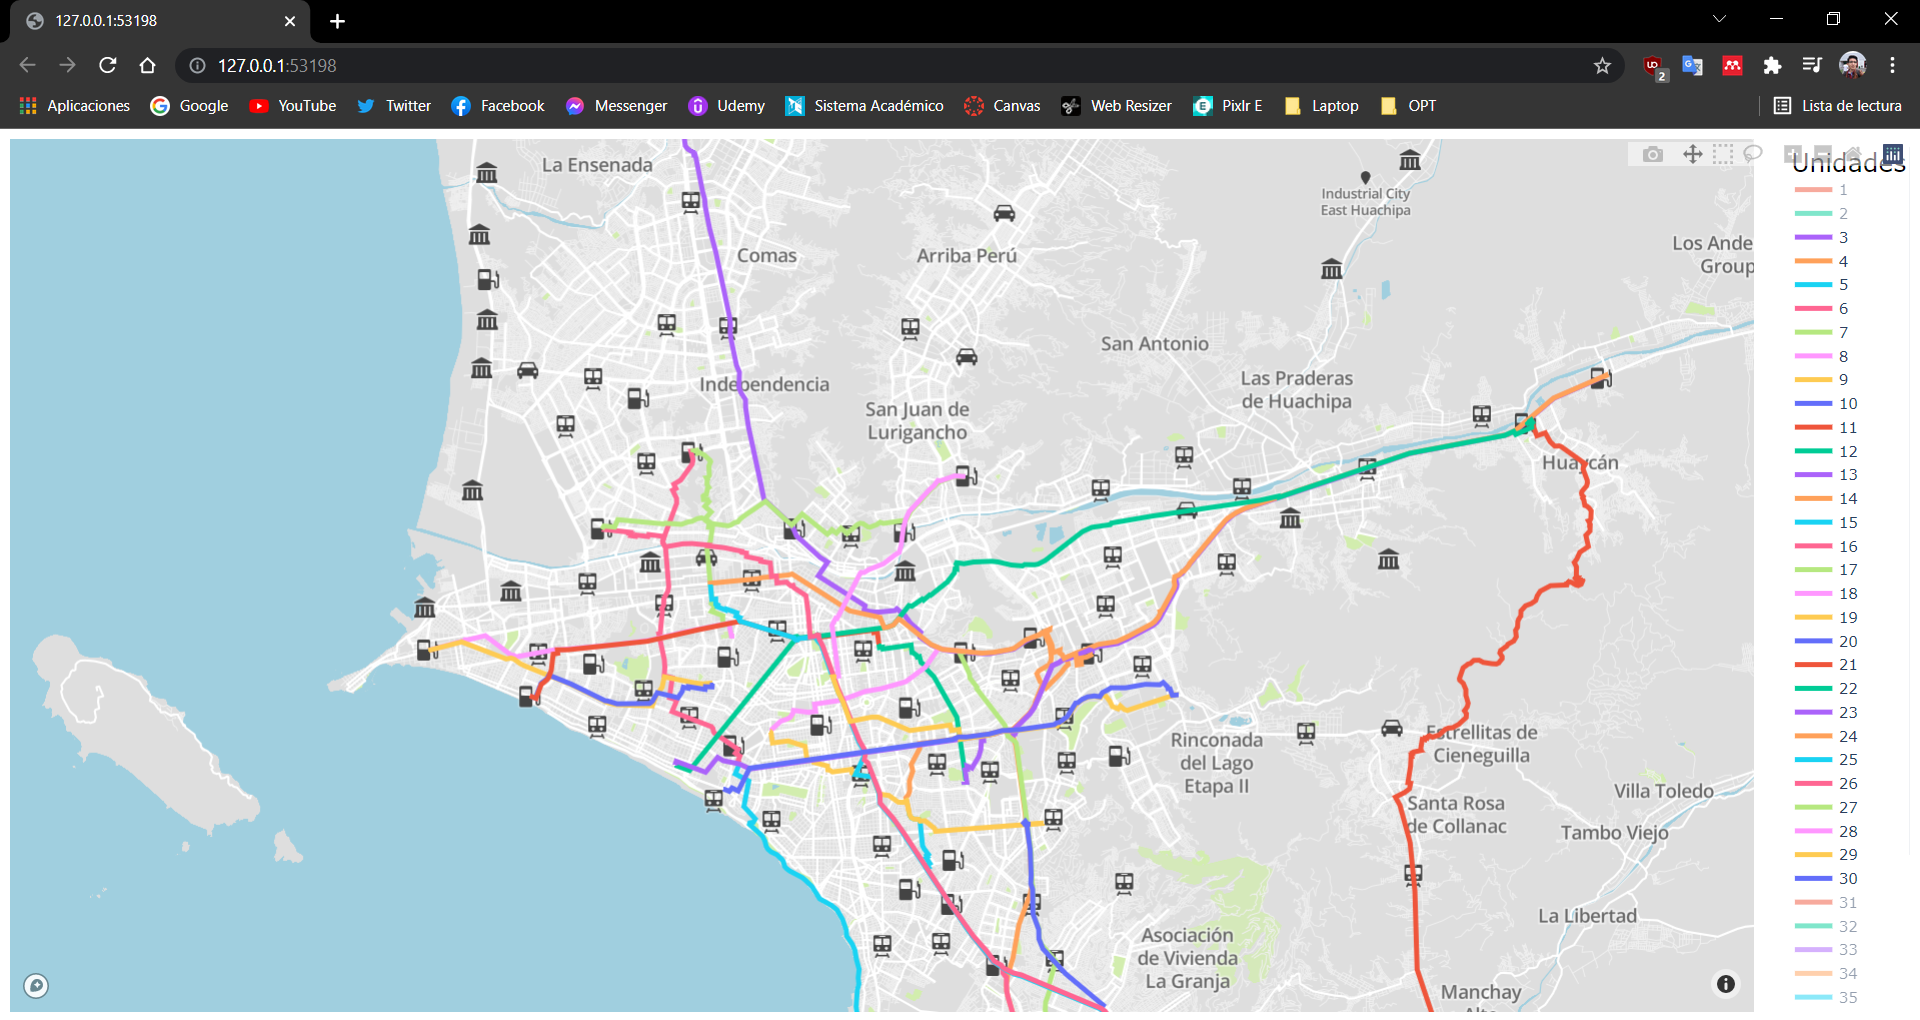 127.0.0.1:53198
127.0.0.1:53198
2
Aplicaciones
Google
YouTube
Twitter
Facebook
Messenger
Udemy
Sistema Académico
Canvas
Web Resizer
Pixlr E
Laptop
OPT
Lista de lectura
La Ensenada
Industrial City
East Huachipa
Comas
Arriba Perú
Los Ande
Group
San Antonio
Independencia
Las Praderas
de Huachipa
San Juan de
Lurigancho
Huaycán
Estrellitas de
Cieneguilla
Rinconada
del Lago
Etapa II
Villa Toledo
Santa Rosa
de Collanac
Tambo Viejo
La Libertad
Asociación
de Vivienda
La Granja
Manchay
Unidades
1
2
3
4
5
6
7
8
9
10
11
12
13
14
15
16
17
18
19
20
21
22
23
24
25
26
27
28
29
30
31
32
33
34
35